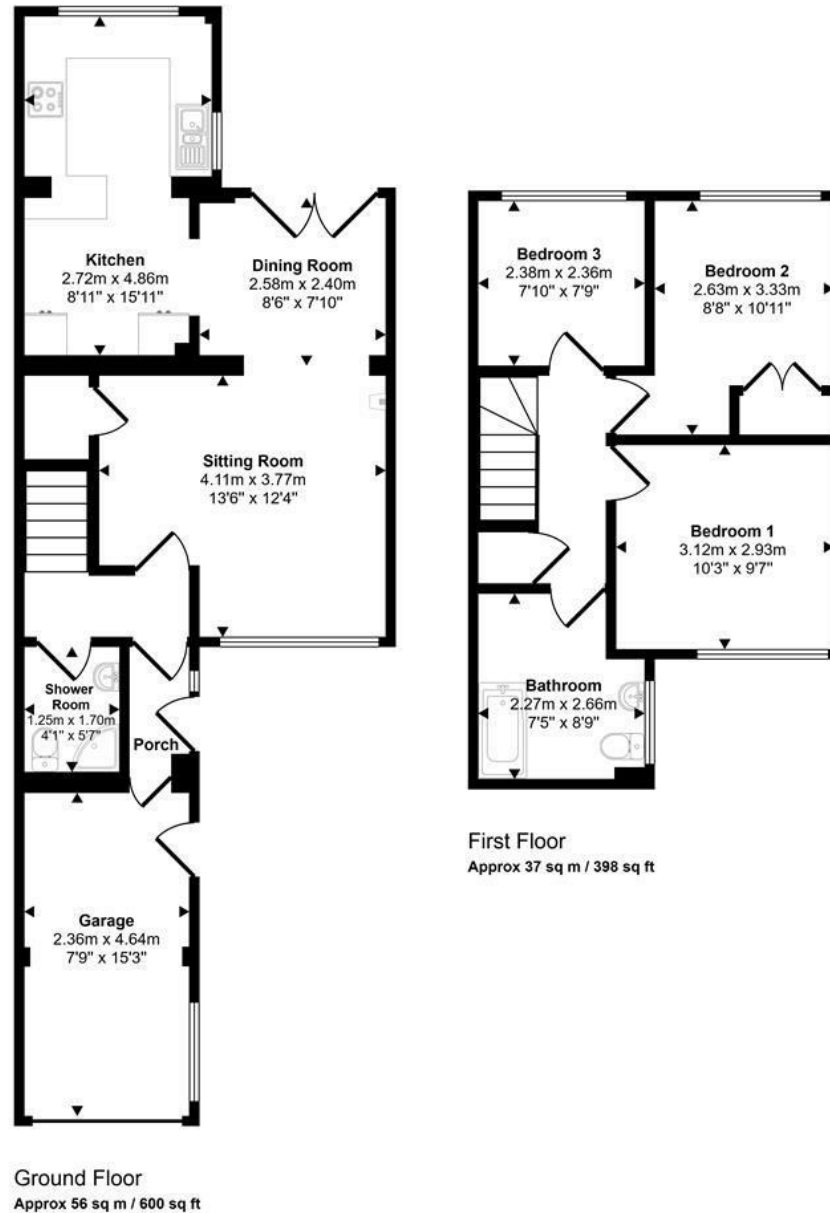 Kitchen
2.72m x 4.86m
8'11" x 15'11"
Dining Room
2.58m x 2.40m
8'6" x 7'10"
Sitting Room
4.11m x 3.77m
13'6" x 12'4"
Shower
Room
1.25m x 1.70m
4'1" x 5'7"
Porch
Garage
2.36m x 4.64m
7'9" x 15'3"
Ground Floor
Approx 56 sq m / 600 sq ft
Bedroom 3
2.38m x 2.36m
7'10" x 7'9"
Bedroom 2
2.63m x 3.33m
8'8" x 10'11"
Bedroom 1
3.12m x 2.93m
10'3" x 9'7"
Bathroom
2.27m x 2.66m
7'5" x 8'9"
First Floor
Approx 37 sq m / 398 sq ft